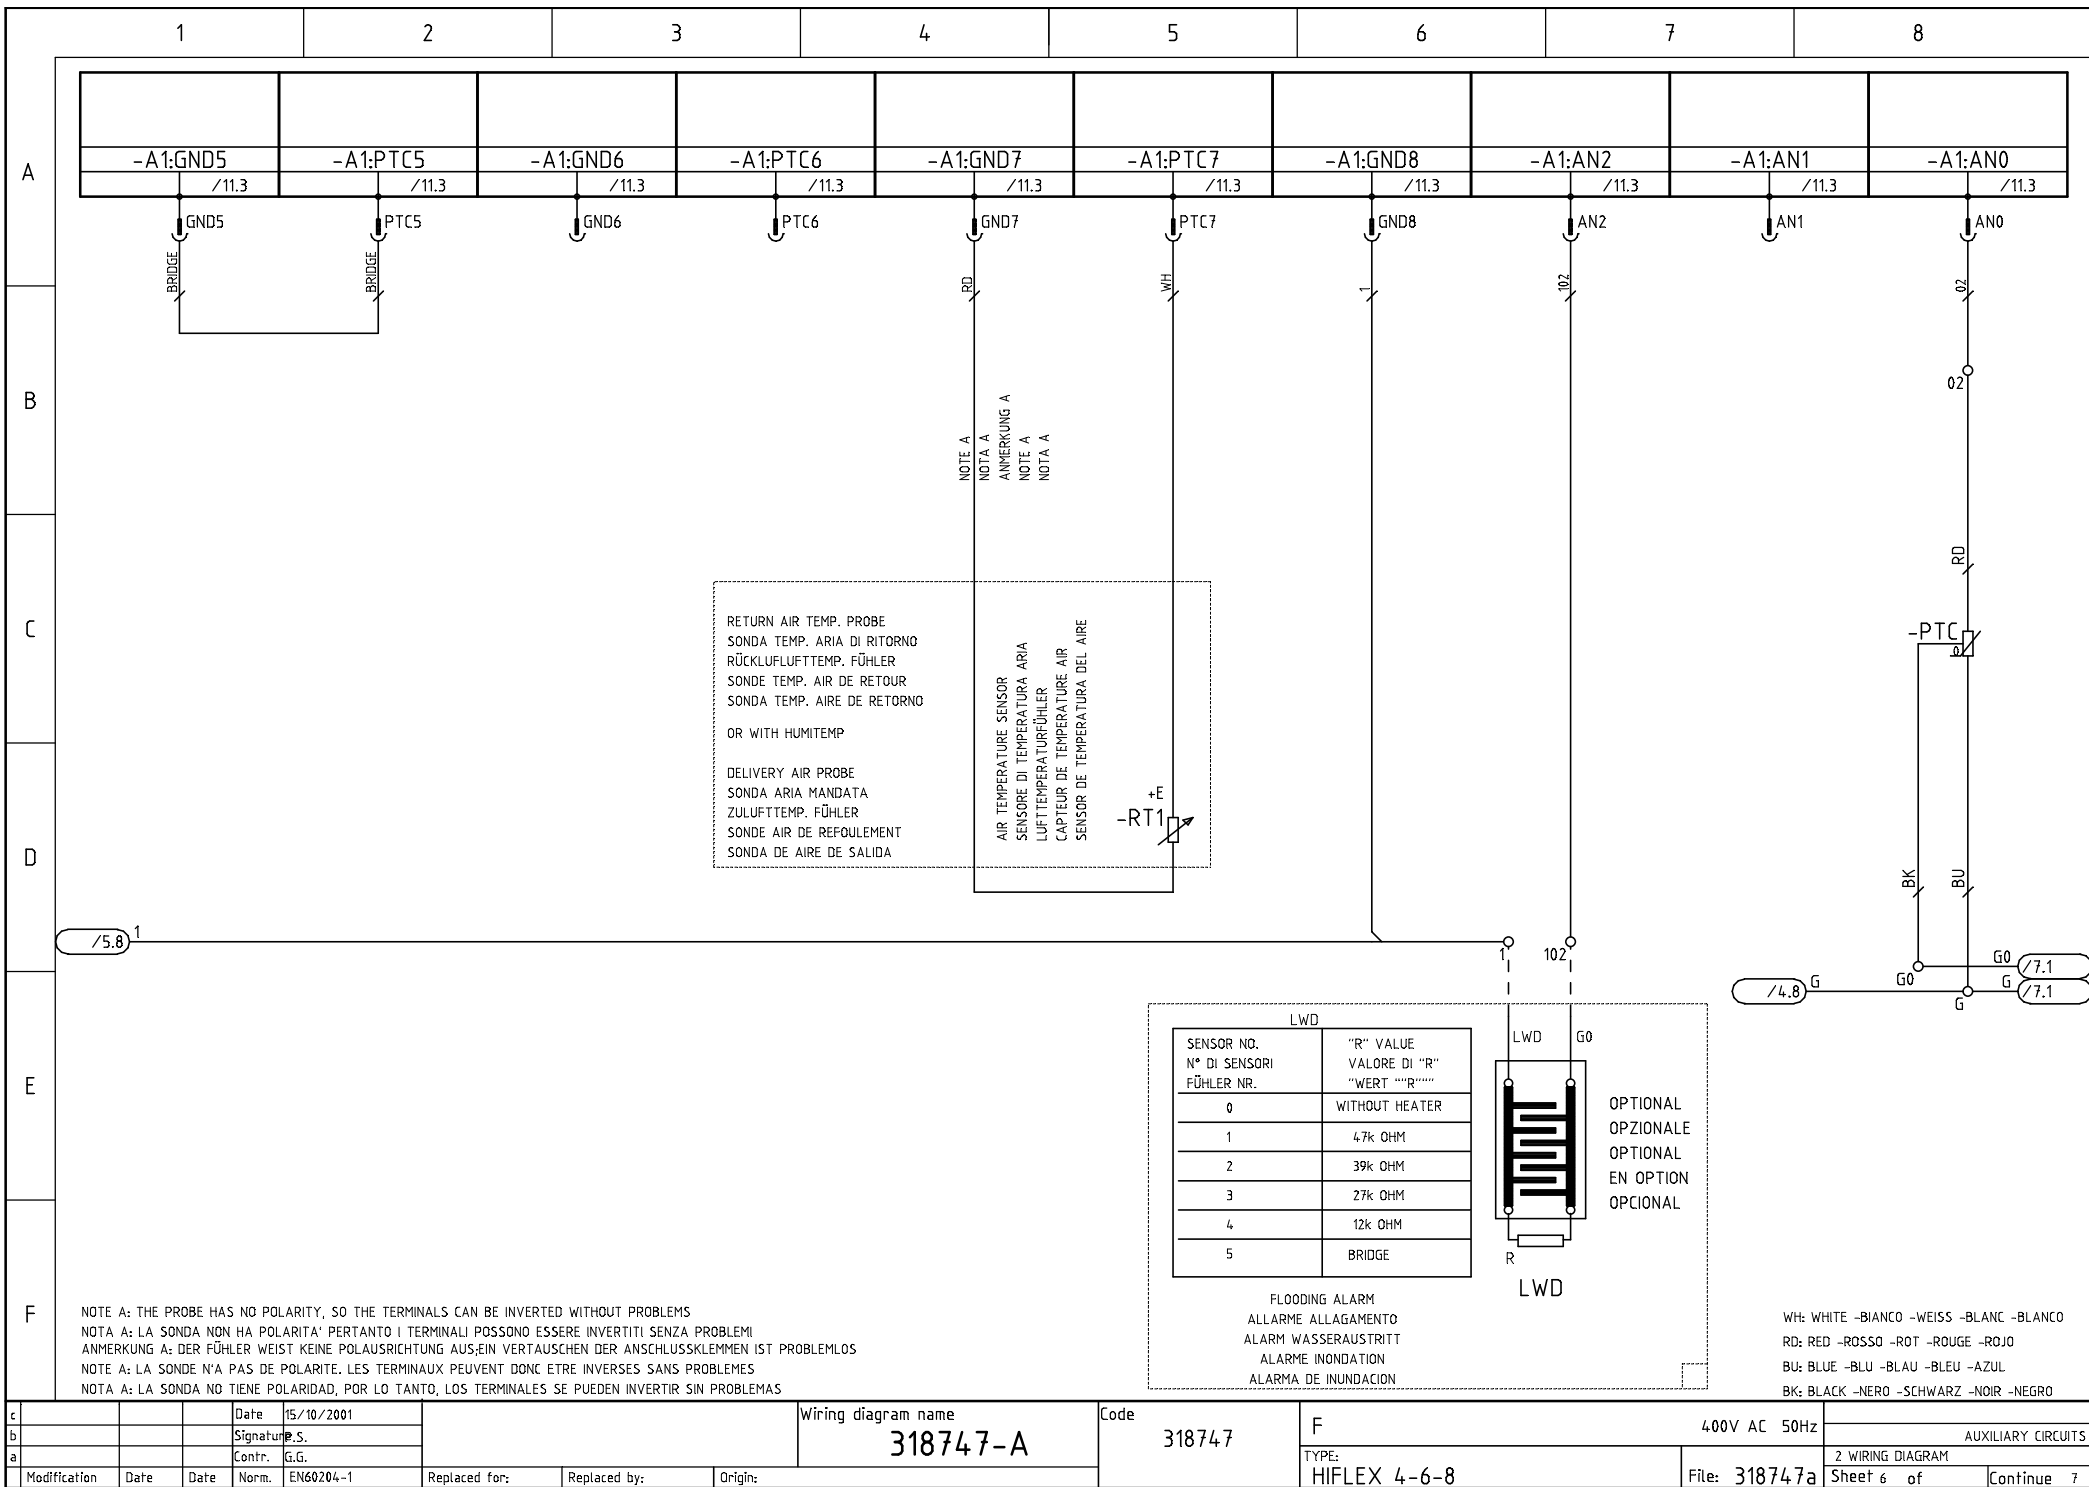 1 2 3 4 5 6 7 8
A
B
C
D
E
F
-A1:GND5 -A1:PTC5 -A1:GND6 -A1:PTC6 -A1:GND7 -A1:PTC7 -A1:GND8 -A1:AN2 -A1:AN1 -A1:AN0
/11.3 /11.3 /11.3 /11.3 /11.3 /11.3 /11.3 /11.3 /11.3 /11.3
GND5 PTC5 GND6 PTC6 GND7 PTC7 GND8 AN2 AN1 AN0
BRIDGE BRIDGE RD WH 1 102 02
02
NOTE A
NOTA A
ANMERKUNG A
NOTE A
NOTA A
RD
-PTC
0
RETURN AIR TEMP. PROBE
SONDA TEMP. ARIA DI RITORNO
RÜCKLUFLUFTTEMP. FÜHLER
SONDE TEMP. AIR DE RETOUR
SONDA TEMP. AIRE DE RETORNO
OR WITH HUMITEMP
DELIVERY AIR PROBE
SONDA ARIA MANDATA
ZULUFTTEMP. FÜHLER
SONDE AIR DE REFOULEMENT
SONDA DE AIRE DE SALIDA
AIR TEMPERATURE SENSOR
SENSORE DI TEMPERATURA ARIA
LUFTTEMPERATURFÜHLER
CAPTEUR DE TEMPERATURE AIR
SENSOR DE TEMPERATURA DEL AIRE
+E
-RT1
BK BU
/5.8 1
1 102
G0 G0 /7.1
/4.8 G G G /7.1
LWD
SENSOR NO. "R" VALUE
N° DI SENSORI VALORE DI "R"
FÜHLER NR. "WERT ""R""""
0 WITHOUT HEATER
1 47k OHM
2 39k OHM
3 27k OHM
4 12k OHM
5 BRIDGE
LWD G0
R
LWD
OPTIONAL
OPZIONALE
OPTIONAL
EN OPTION
OPCIONAL
FLOODING ALARM
ALLARME ALLAGAMENTO
ALARM WASSERAUSTRITT
ALARME INONDATION
ALARMA DE INUNDACION
NOTE A: THE PROBE HAS NO POLARITY, SO THE TERMINALS CAN BE INVERTED WITHOUT PROBLEMS
NOTA A: LA SONDA NON HA POLARITA' PERTANTO I TERMINALI POSSONO ESSERE INVERTITI SENZA PROBLEMI
ANMERKUNG A: DER FÜHLER WEIST KEINE POLAUSRICHTUNG AUS;EIN VERTAUSCHEN DER ANSCHLUSSKLEMMEN IST PROBLEMLOS
NOTE A: LA SONDE N'A PAS DE POLARITE. LES TERMINAUX PEUVENT DONC ETRE INVERSES SANS PROBLEMES
NOTA A: LA SONDA NO TIENE POLARIDAD, POR LO TANTO, LOS TERMINALES SE PUEDEN INVERTIR SIN PROBLEMAS
WH: WHITE -BIANCO -WEISS -BLANC -BLANCO
RD: RED -ROSSO -ROT -ROUGE -ROJO
BU: BLUE -BLU -BLAU -BLEU -AZUL
BK: BLACK -NERO -SCHWARZ -NOIR -NEGRO
c Date 15/10/2001
b Signature P.S.
a Contr. G.G.
Modification Date Date Norm. EN60204-1 Replaced for: Replaced by: Origin:
Wiring diagram name
318747-A
Code
318747
F 400V AC 50Hz
TYPE:
HIFLEX 4-6-8 File: 318747a
AUXILIARY CIRCUITS
2 WIRING DIAGRAM
Sheet 6 of Continue 7